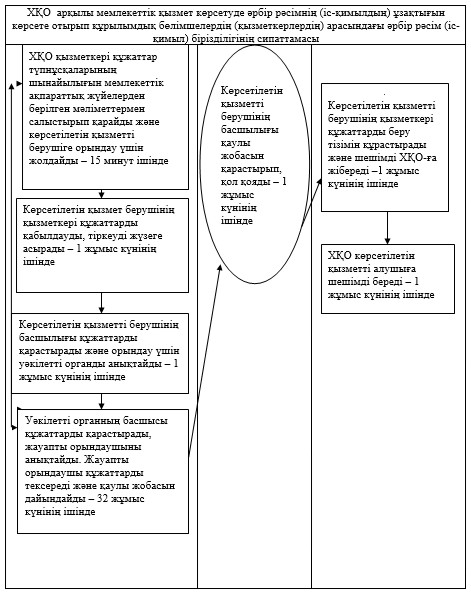 ХҚО  арқылы мемлекеттік қызмет көрсетуде әрбір рәсімнің (іс-қимылдың) ұзақтығын
көрсете отырып құрылымдық бөлімшелердің (қызметкерлердің) арасындағы әрбір рәсім (іс-
қимыл) бірізділігінің сипаттамасы
ХҚО қызметкері құжаттар
түпнұсқаларының
шынайылығын мемлекеттік
ақпараттық жүйелерден
берілген мәліметтермен
салыстырып қарайды және
көрсетілетін қызметті
берушіге орындау үшін
жолдайды – 15 минут ішінде
Көрсетілетін қызмет берушінің
қызметкері құжаттарды
қабылдауды, тіркеуді жүзеге
асырады – 1 жұмыс күнінің
ішінде
Көрсетілетін қызметті берушінің
басшылығы құжаттарды
қарастырады және орындау үшін
уәкілетті органды анықтайды – 1
жұмыс күнінің ішінде
Уәкілетті органның басшысы
құжаттарды қарастырады,
жауапты орындаушыны
анықтайды. Жауапты
орындаушы құжаттарды
тексереді және қаулы жобасын
дайындайды – 32 жұмыс
күнінің ішінде
Көрсетілетін
қызметті
берушінің
басшылығы
қаулы
жобасын
қарастырып,
қол қояды – 1
жұмыс
күнінің
ішінде
.
Көрсетілетін қызметті
берушінің қызметкері
құжаттарды беру
тізімін құрастырады
және шешімді ХҚО-ға
жібереді –1 жұмыс
күнінің ішінде
ХҚО көрсетілетін
қызметті алушыға
шешімді береді – 1
жұмыс күнінің ішінде